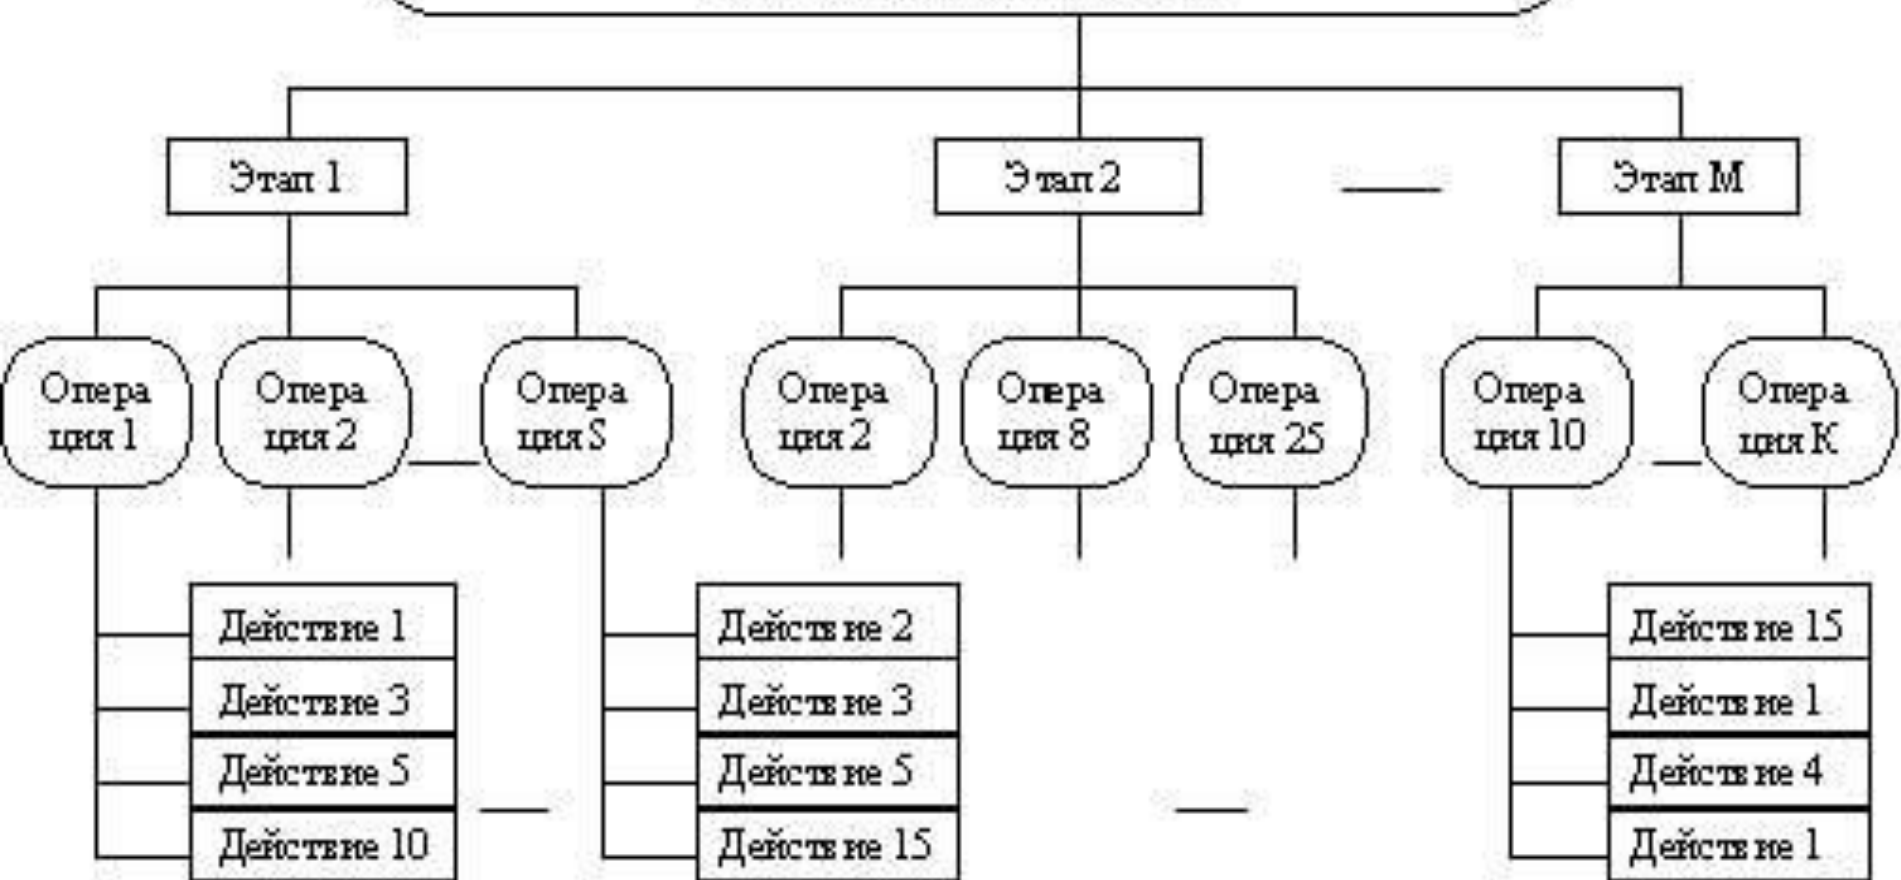 Этап 1
Этап 2
Этап М
Опера
ция 1
Опера
ция 2
Опера
ция S
Опера
ция 2
Опера
ция 8
Опера
ция 25
Опера
ция 10
Опера
ция К
Действие 1
Действие 3
Действие 5
Действие 10
Действие 2
Действие 3
Действие 5
Действие 15
Действие 15
Действие 1
Действие 4
Действие 1